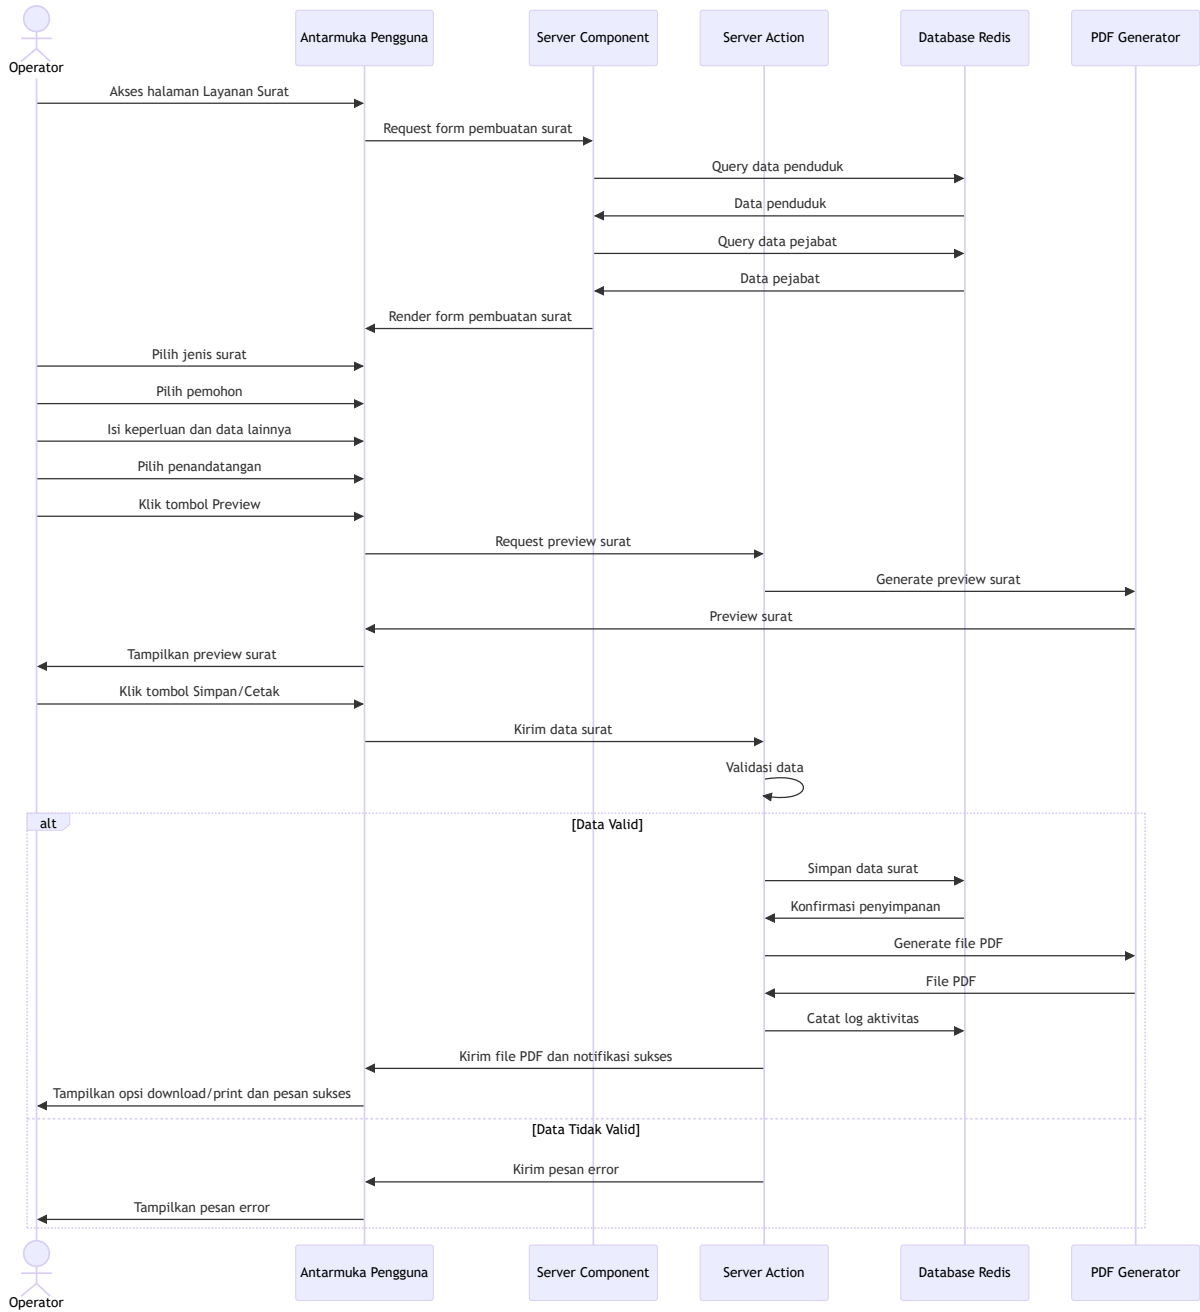 Operator
Antarmuka Pengguna
Server Component
Server Action
Database Redis
PDF Generator
Akses halaman Layanan Surat
Request form pembuatan surat
Query data penduduk
Data penduduk
Query data pejabat
Data pejabat
Render form pembuatan surat
Pilih jenis surat
Pilih pemohon
Isi keperluan dan data lainnya
Pilih penandatangan
Klik tombol Preview
Request preview surat
Generate preview surat
Preview surat
Tampilkan preview surat
Klik tombol Simpan/Cetak
Kirim data surat
Validasi data
alt
[Data Valid]
Simpan data surat
Konfirmasi penyimpanan
Generate file PDF
File PDF
Catat log aktivitas
Kirim file PDF dan notifikasi sukses
Tampilkan opsi download/print dan pesan sukses
[Data Tidak Valid]
Kirim pesan error
Tampilkan pesan error
Operator
Antarmuka Pengguna
Server Component
Server Action
Database Redis
PDF Generator